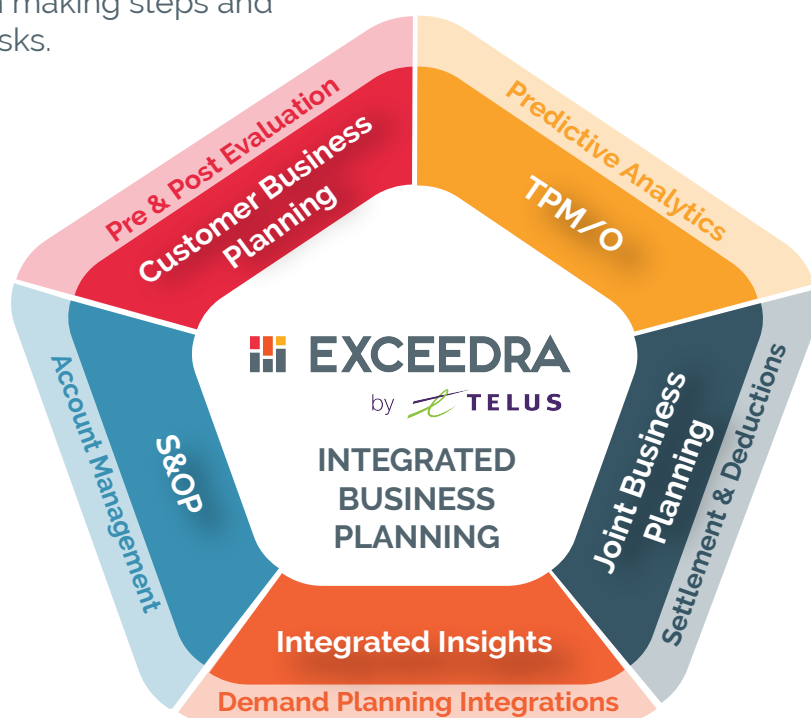 making steps and
sks.
Pre & Post Evaluation
Customer Business
Planning
Predictive Analytics
TPM/O
Account Management
S&OP
EXCEEDRA
by TELUS
INTEGRATED
BUSINESS
PLANNING
Joint Business
Planning
Settlement & Deductions
Integrated Insights
Demand Planning Integrations